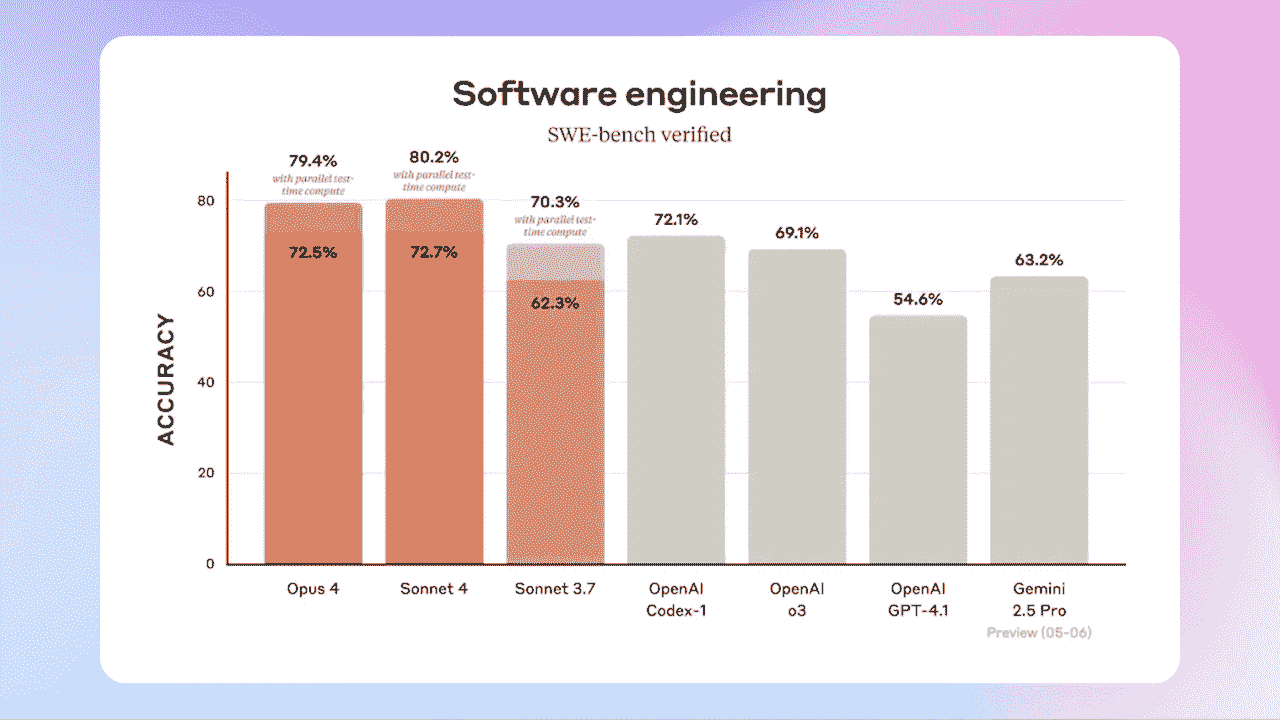 Software engineering
SWE-bench verified
79.4%
with parallel test-
time compute
80.2%
with parallel test-
time compute
70.3%
with parallel test-
time compute
72.1%
69.1%
54.6%
63.2%
72.5%
72.7%
62.3%
ACCURACY
80
60
40
20
0
Opus 4
Sonnet 4
Sonnet 3.7
OpenAI
Codex-1
OpenAI
o3
OpenAI
GPT-4.1
Gemini
2.5 Pro
Preview (05-06)